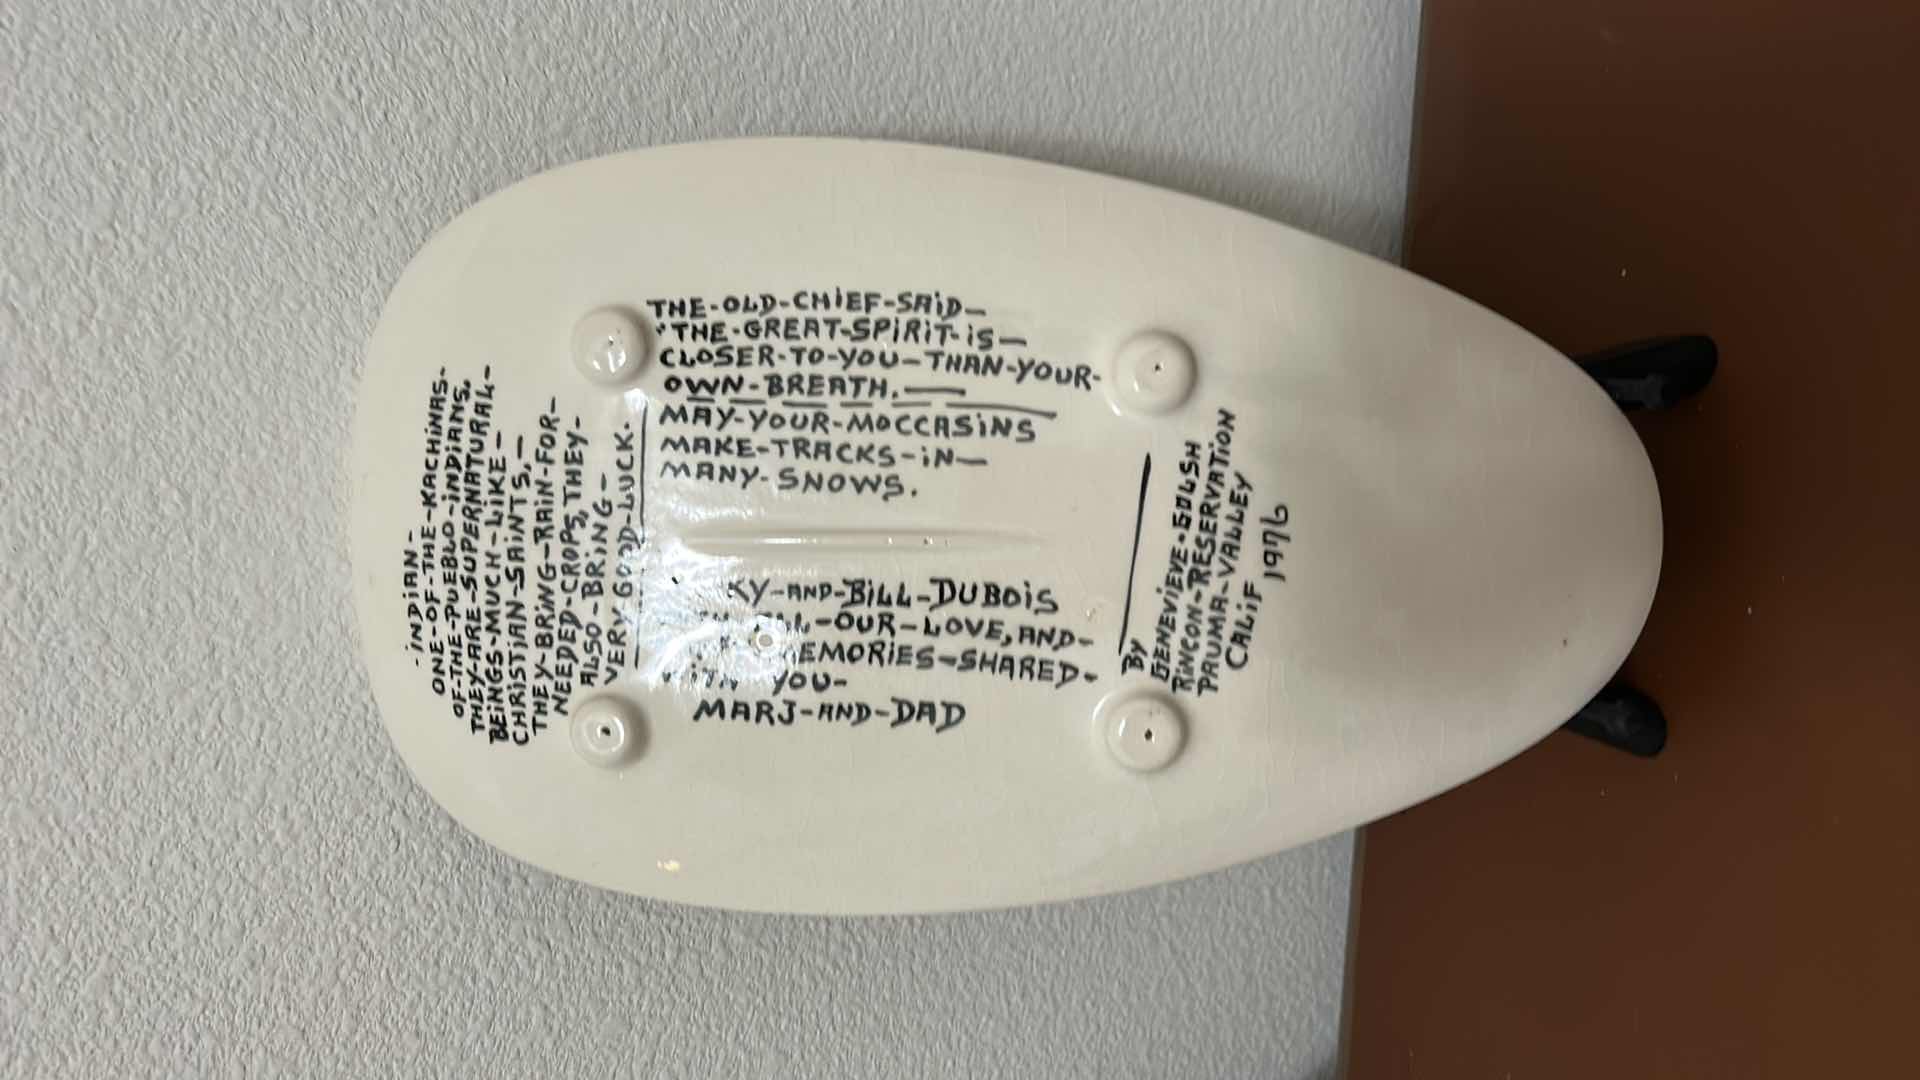 -INDIAN-
ONE-OF-THE-KACHINAS-
OF-THE-PUEBLO-INDIANS.
THEY-ARE-SUPERNATURAL-
BEINGS-MUCH-LIKE-
CHRISTIAN-SAINTS,-
THEY-BRING-RAIN-FOR-
NEEDED-CROPS, THEY-
ALSO-BRING-
VERY-GOOD-LUCK.
THE-OLD-CHIEF-SAID-
"THE-GREAT-SPIRIT-IS-
CLOSER-TO-YOU-THAN-YOUR-
OWN-BREATH.
MAY-YOUR-MOCCASINS
MAKE-TRACKS-IN-
MANY-SNOWS.
-AND-BILL-DUBOIS
ALL-OUR-LOVE, AND-
MEMORIES-SHARED-
WITH YOU-
MARJ-AND-DAD
BY
GENEVIEVE-GOLSH
RINCON-RESERVATION
PAUMA-VALLEY
CALIF 1976